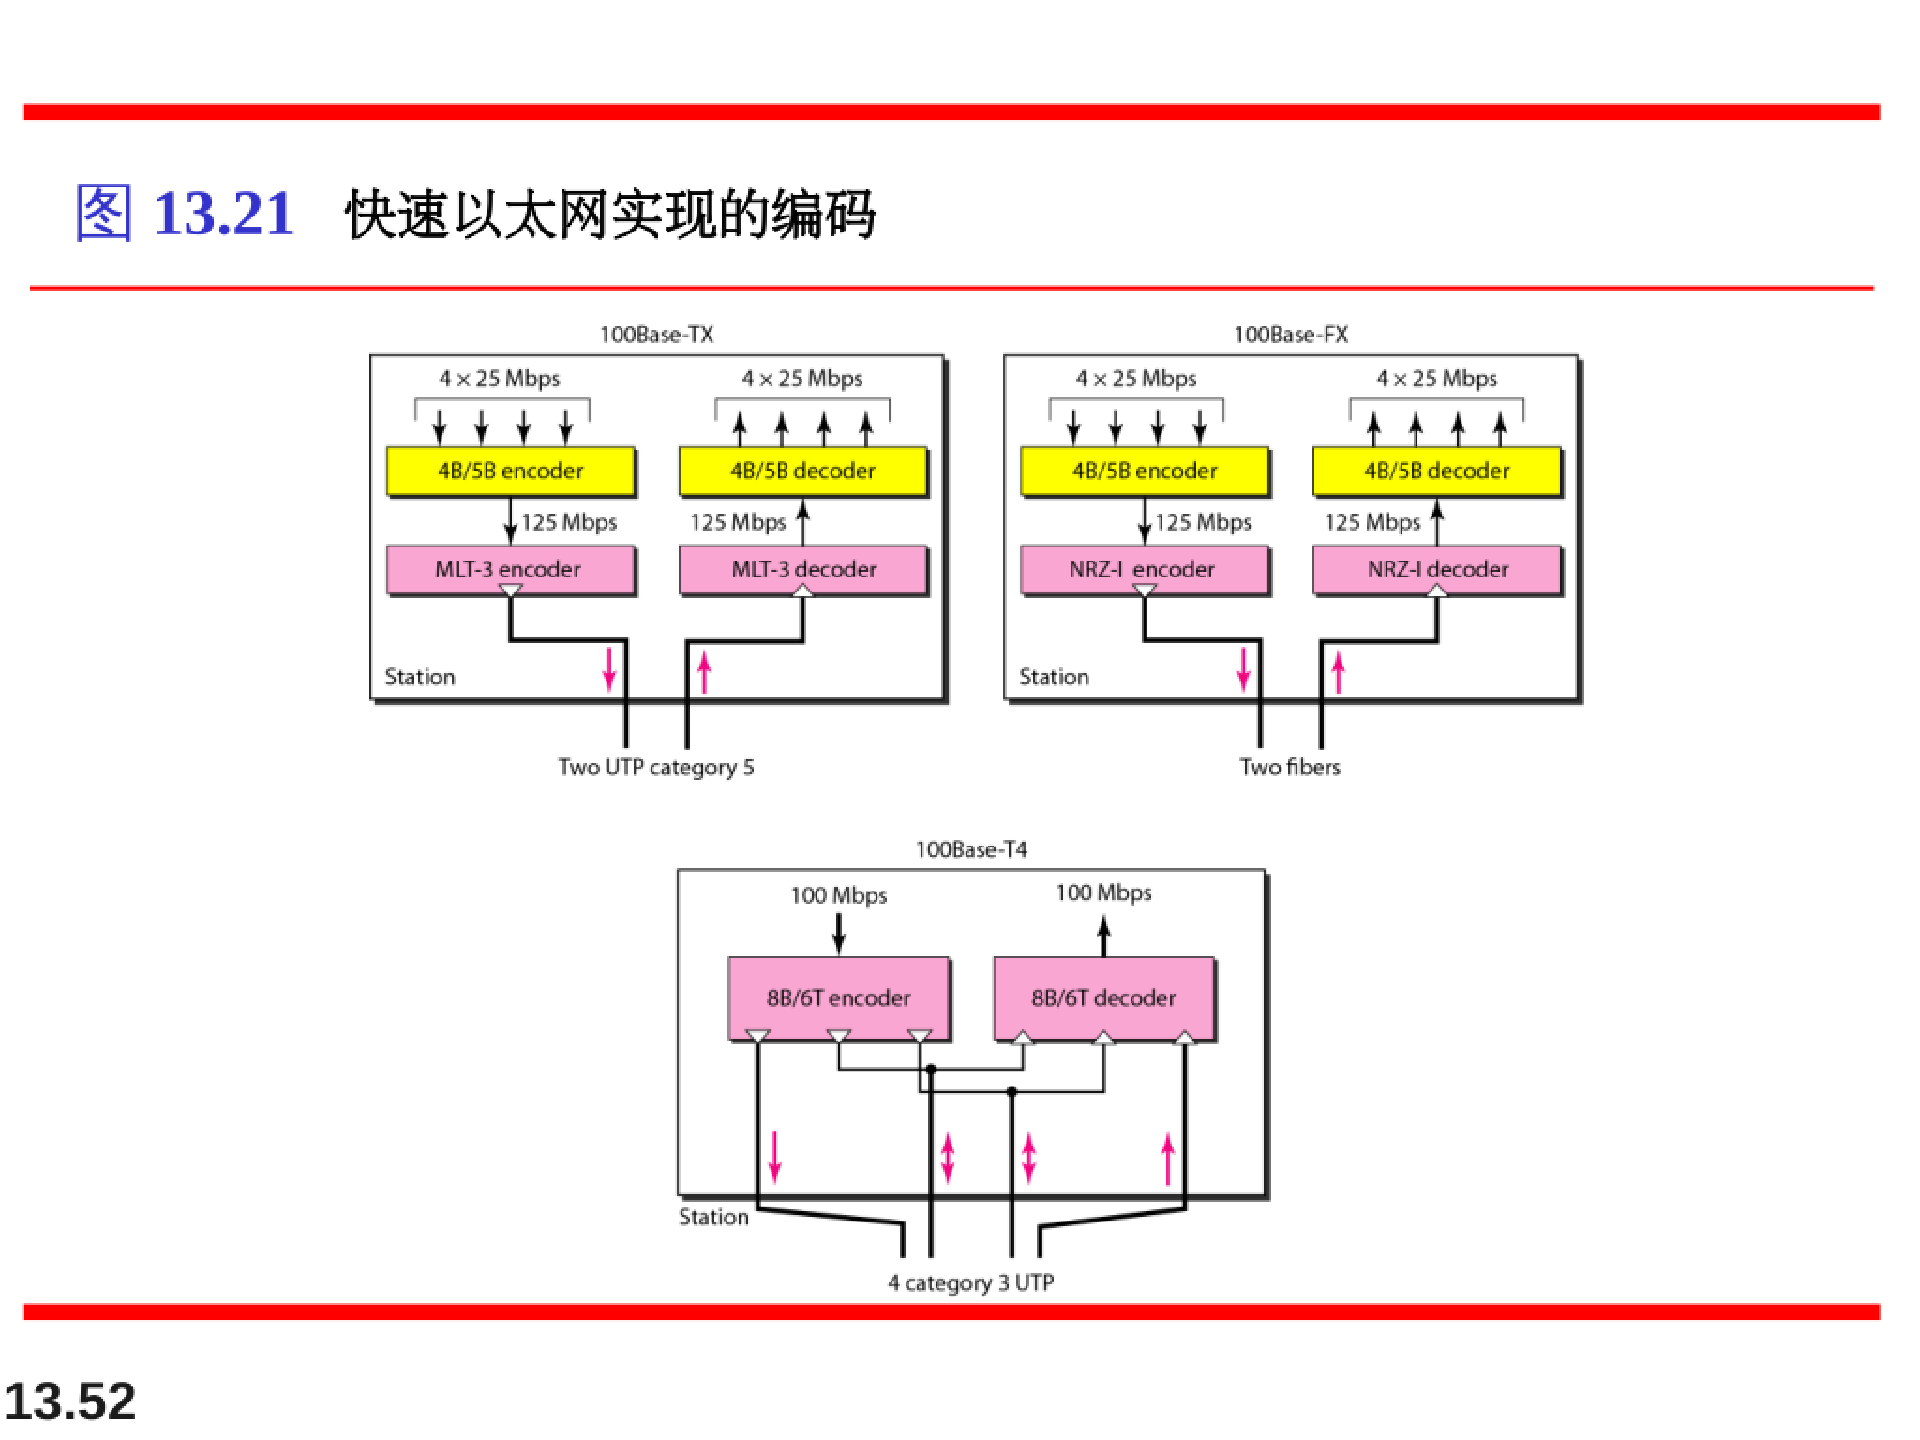 图 13.21 快速以太网实现的编码
100Base-TX
4 × 25 Mbps 4 × 25 Mbps
4B/5B encoder 4B/5B decoder
125 Mbps 125 Mbps
MLT-3 encoder MLT-3 decoder
Station
Two UTP category 5
100Base-FX
4 × 25 Mbps 4 × 25 Mbps
4B/5B encoder 4B/5B decoder
125 Mbps 125 Mbps
NRZ-I encoder NRZ-I decoder
Station
Two fibers
100Base-T4
100 Mbps 100 Mbps
8B/6T encoder 8B/6T decoder
Station
4 category 3 UTP
13.52